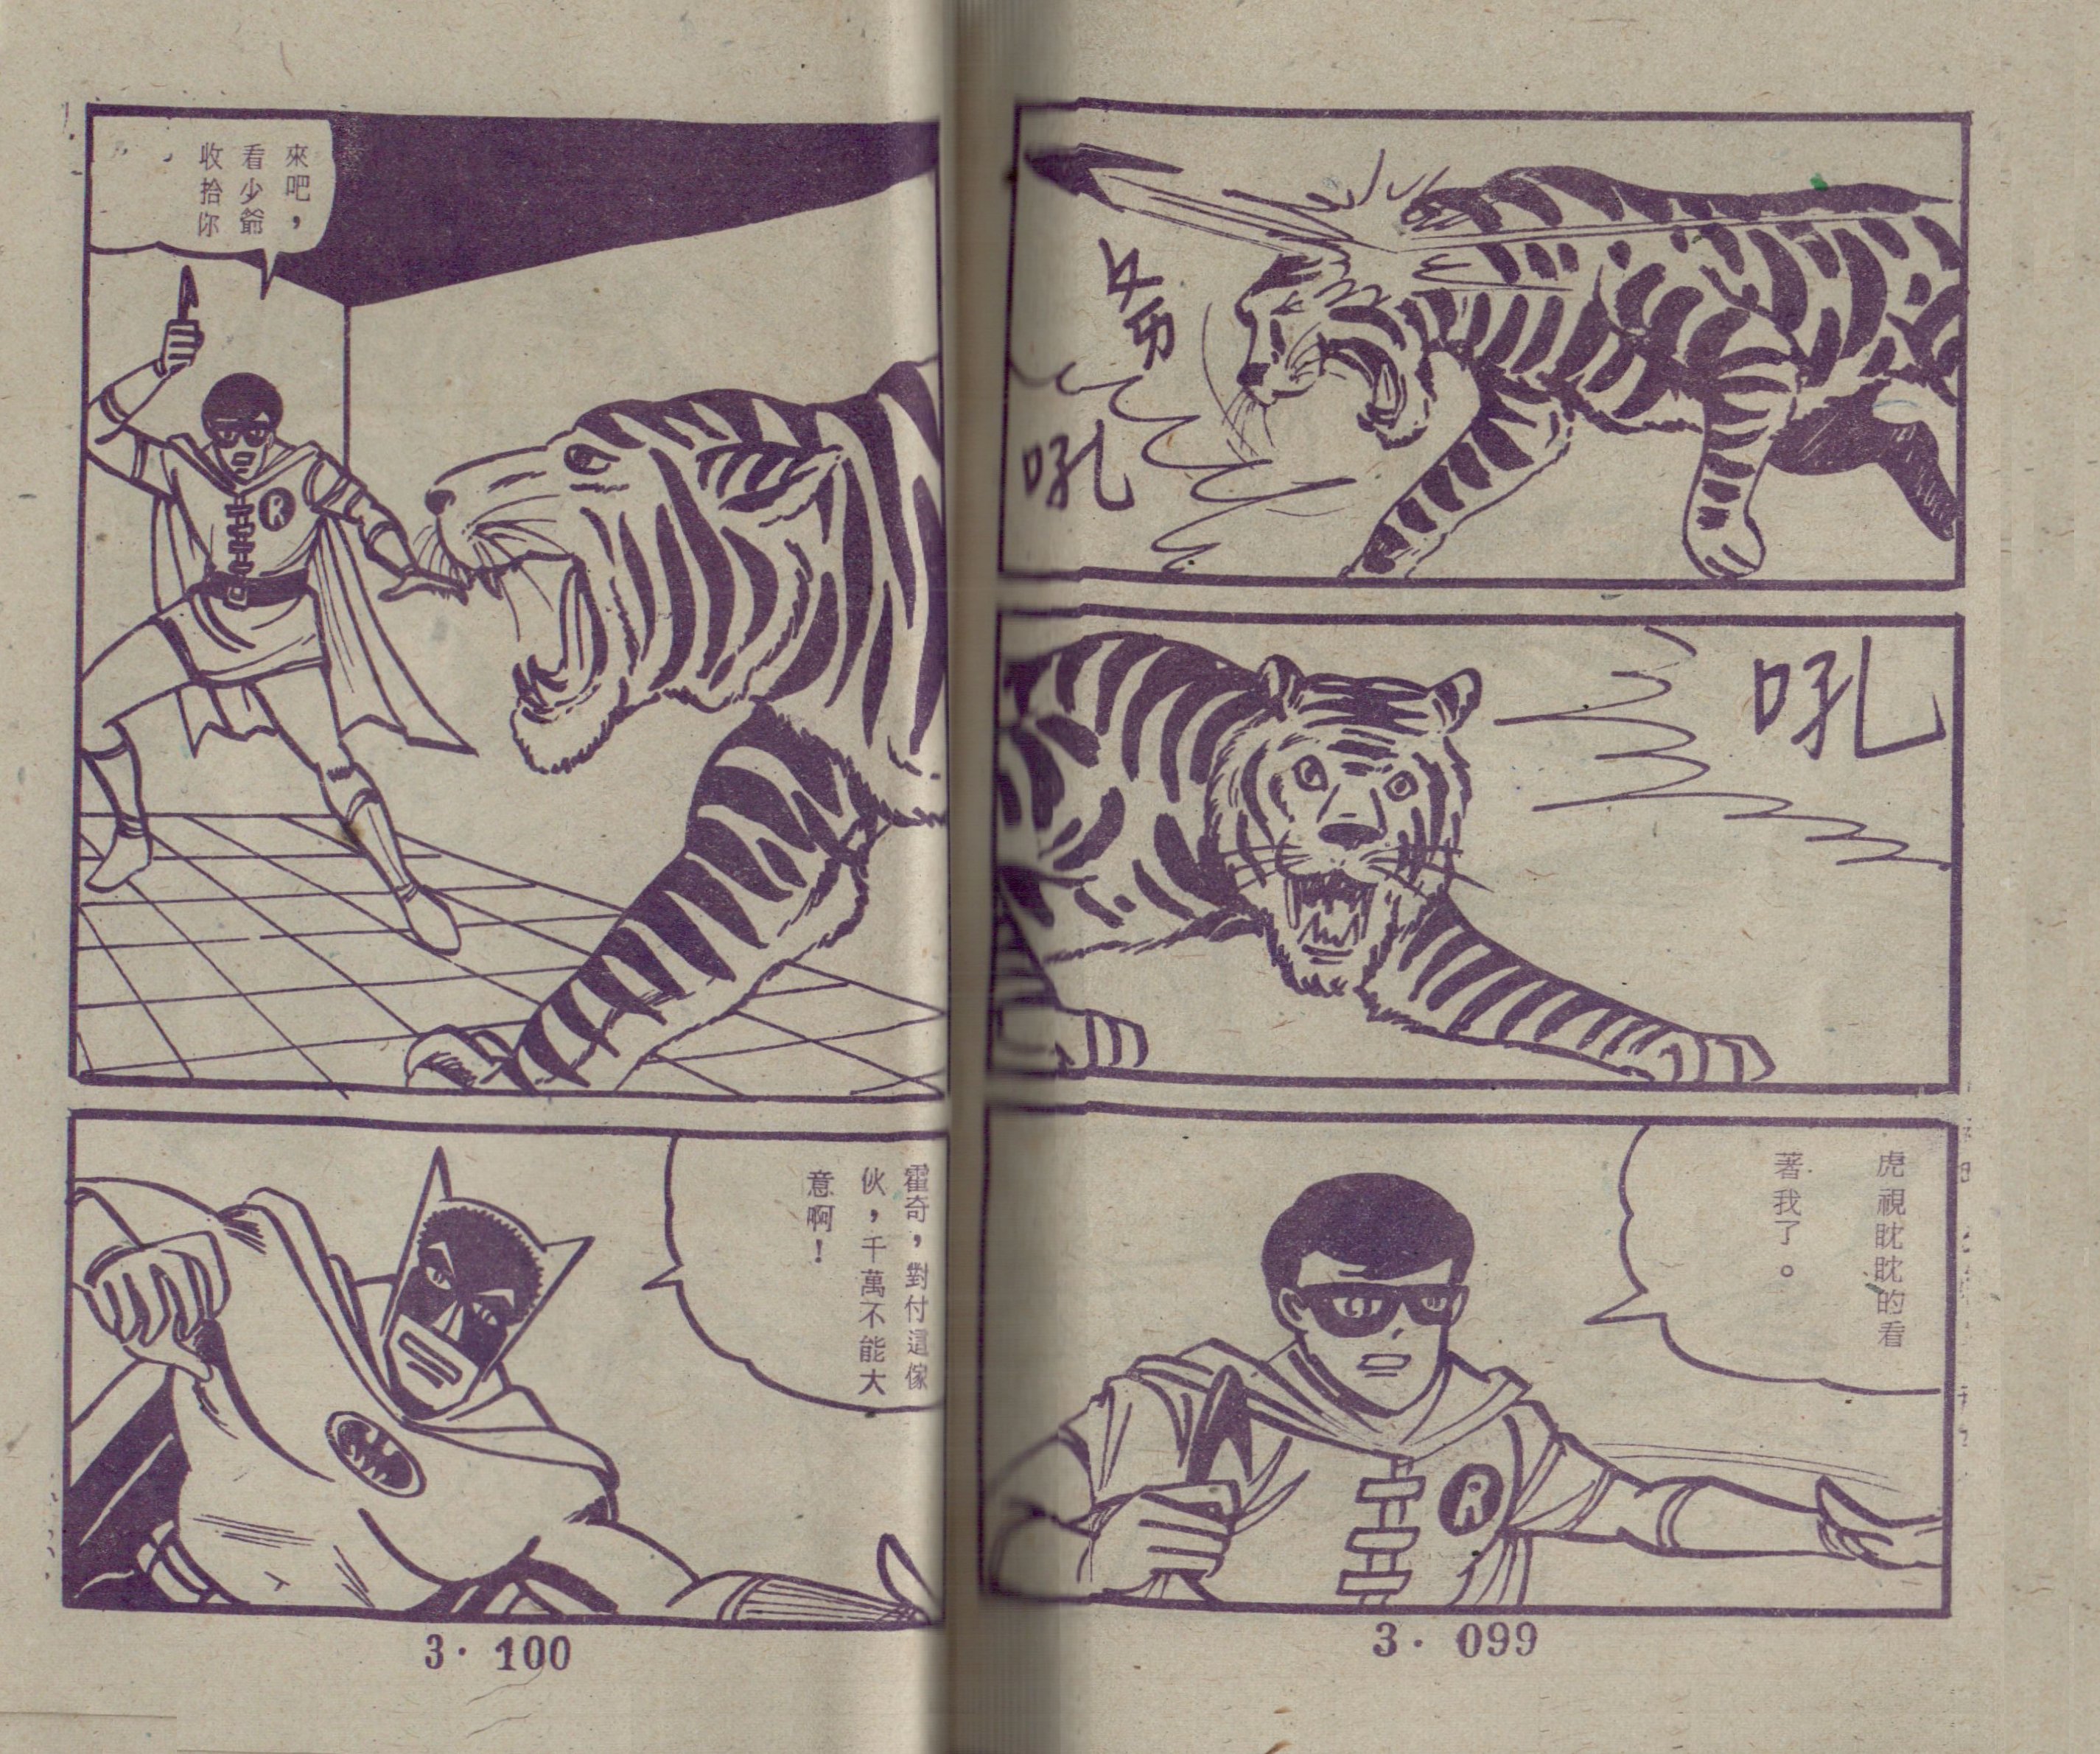 吼
吼
虎視眈眈的看
著我了。
R
3·099
來吧，
看少爺
收拾你
R
霍奇，對付這傢
伙，千萬不能大
意啊！
3·100